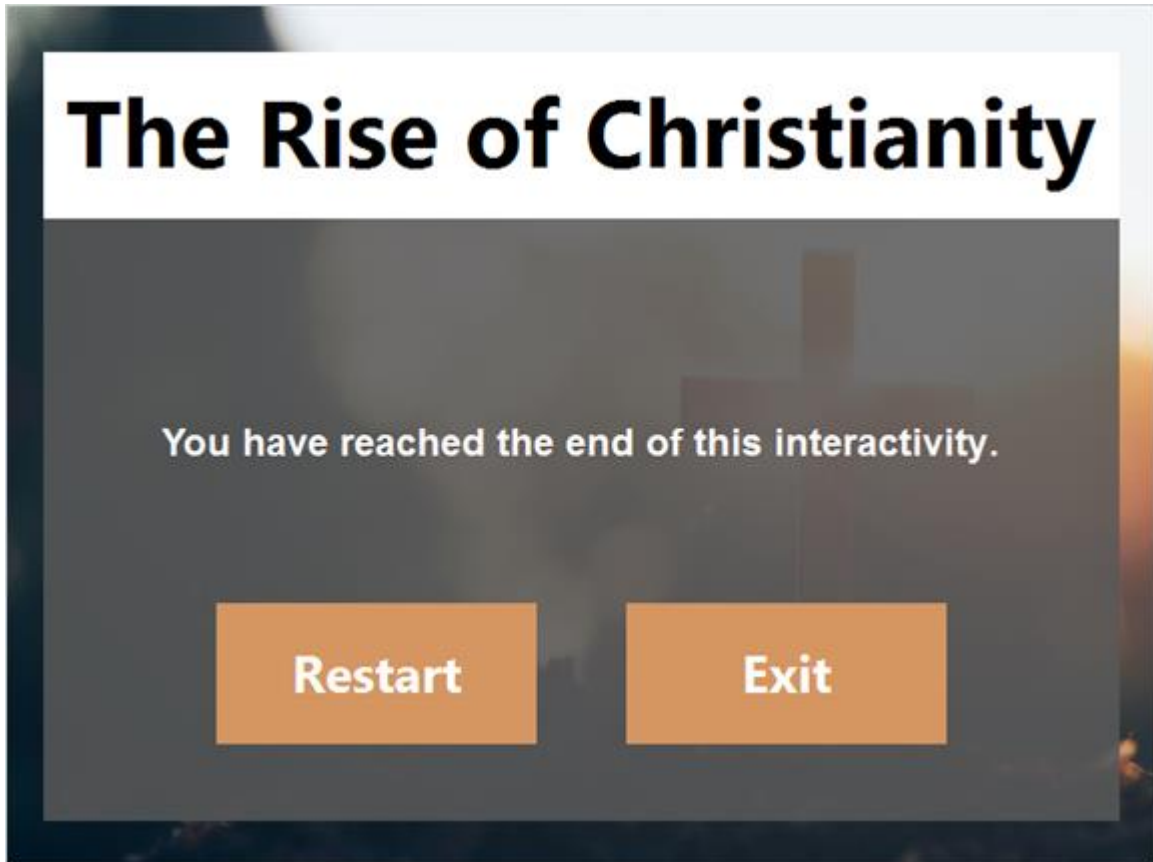 The Rise of Christianity
You have reached the end of this interactivity.
Restart
Exit